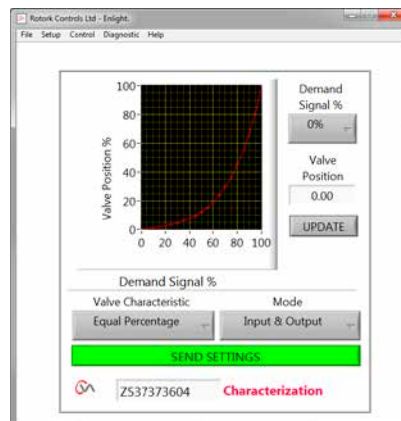 Rotork Controls Ltd - Enlight.
File Setup Control Diagnostic Help
100
80
60
40
20
0
Valve Position %
0 20 40 60 80 100
Demand Signal %
Demand
Signal %
0%
Valve
Position
0.00
UPDATE
Valve Characteristic
Equal Percentage
Mode
Input & Output
SEND SETTINGS
ZS37373604
Characterization